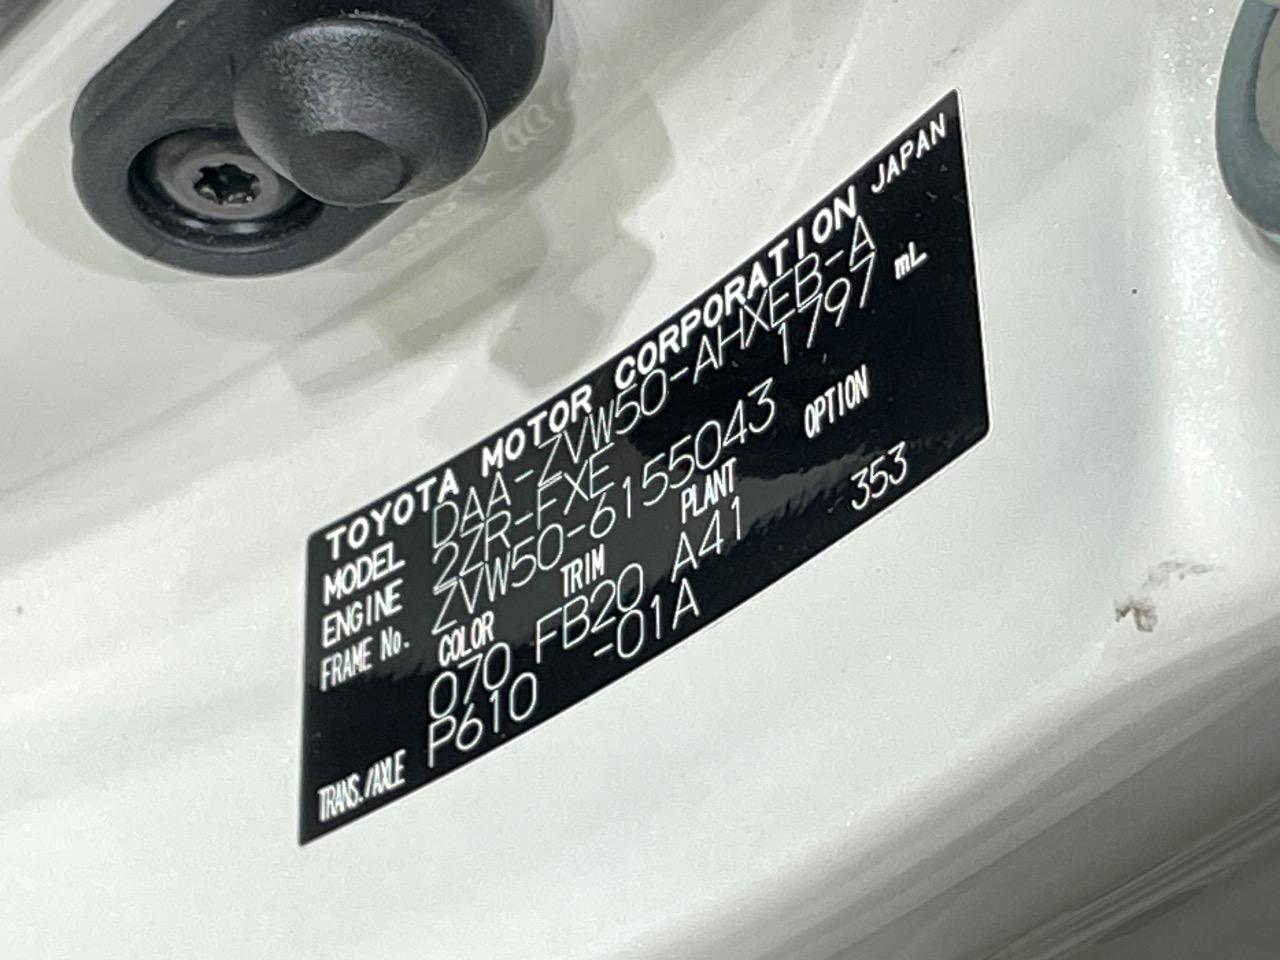 TOYOTA MOTOR CORPORATION JAPAN
MODEL DAA-ZVW50-AHXEB-A
ENGINE 2ZR-FXE 1797 mL
FRAME No. ZVW50-6155043
COLOR TRIM PLANT OPTION
070 FB20 A41 353
TRANS./AXLE P610 -01A